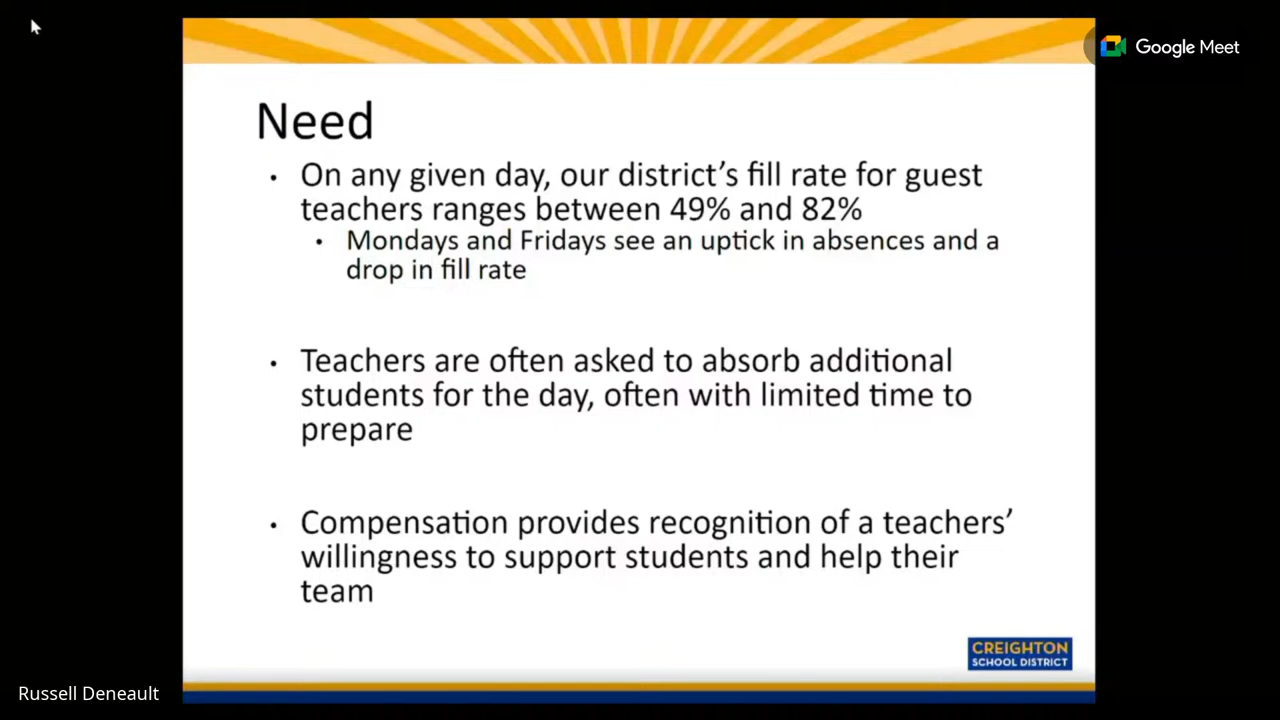 Google Meet
Need
• On any given day, our district’s fill rate for guest
teachers ranges between 49% and 82%
• Mondays and Fridays see an uptick in absences and a
drop in fill rate
• Teachers are often asked to absorb additional
students for the day, often with limited time to
prepare
• Compensation provides recognition of a teachers’
willingness to support students and help their
team
CREIGHTON
SCHOOL DISTRICT
Russell Deneault